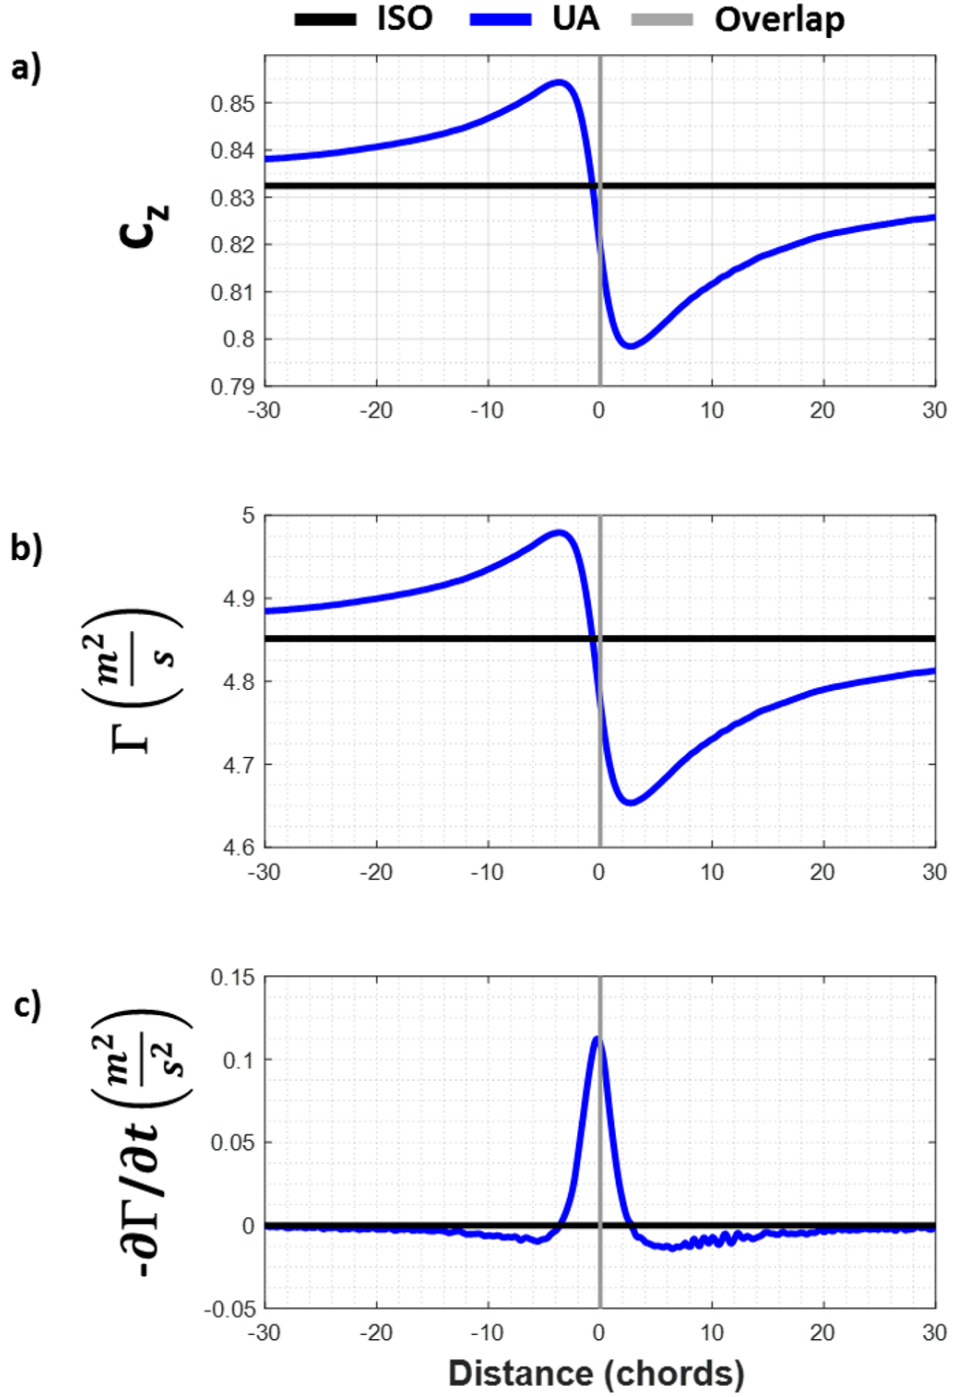 ISO UA Overlap
a)
0.85
0.84
0.83
0.82
0.81
0.8
0.79
c_z
-30 -20 -10 0 10 20 30
b)
5
4.9
4.8
4.7
4.6
Γ (m²/s)
-30 -20 -10 0 10 20 30
c)
0.15
0.1
0.05
0
-0.05
-∂Γ/∂t (m²/s²)
-30 -20 -10 0 10 20 30
Distance (chords)